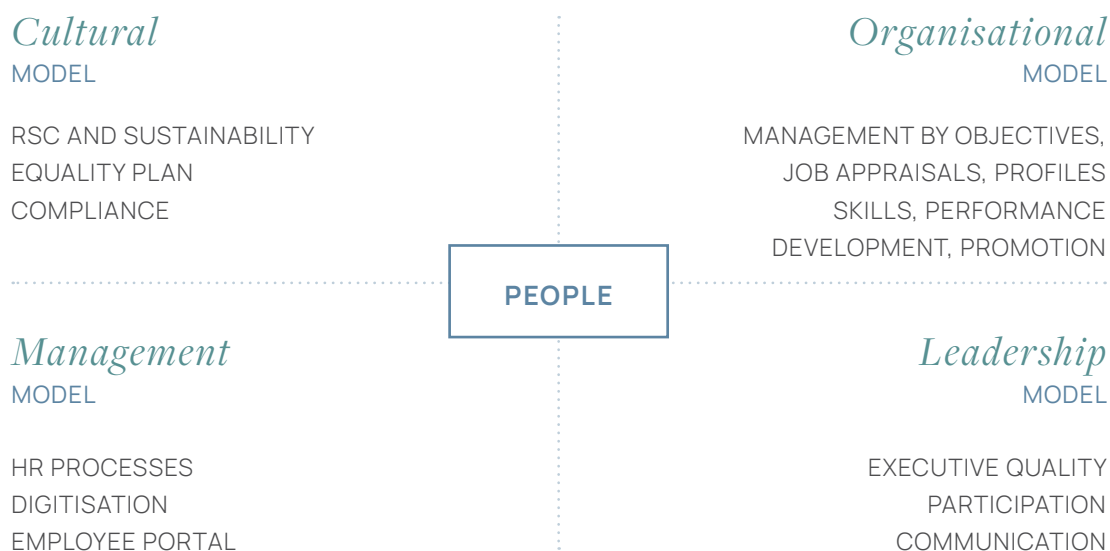 Cultural
MODEL
RSC AND SUSTAINABILITY
EQUALITY PLAN
COMPLIANCE
Organisational
MODEL
MANAGEMENT BY OBJECTIVES,
JOB APPRAISALS, PROFILES
SKILLS, PERFORMANCE
DEVELOPMENT, PROMOTION
PEOPLE
Management
MODEL
HR PROCESSES
DIGITISATION
EMPLOYEE PORTAL
Leadership
MODEL
EXECUTIVE QUALITY
PARTICIPATION
COMMUNICATION